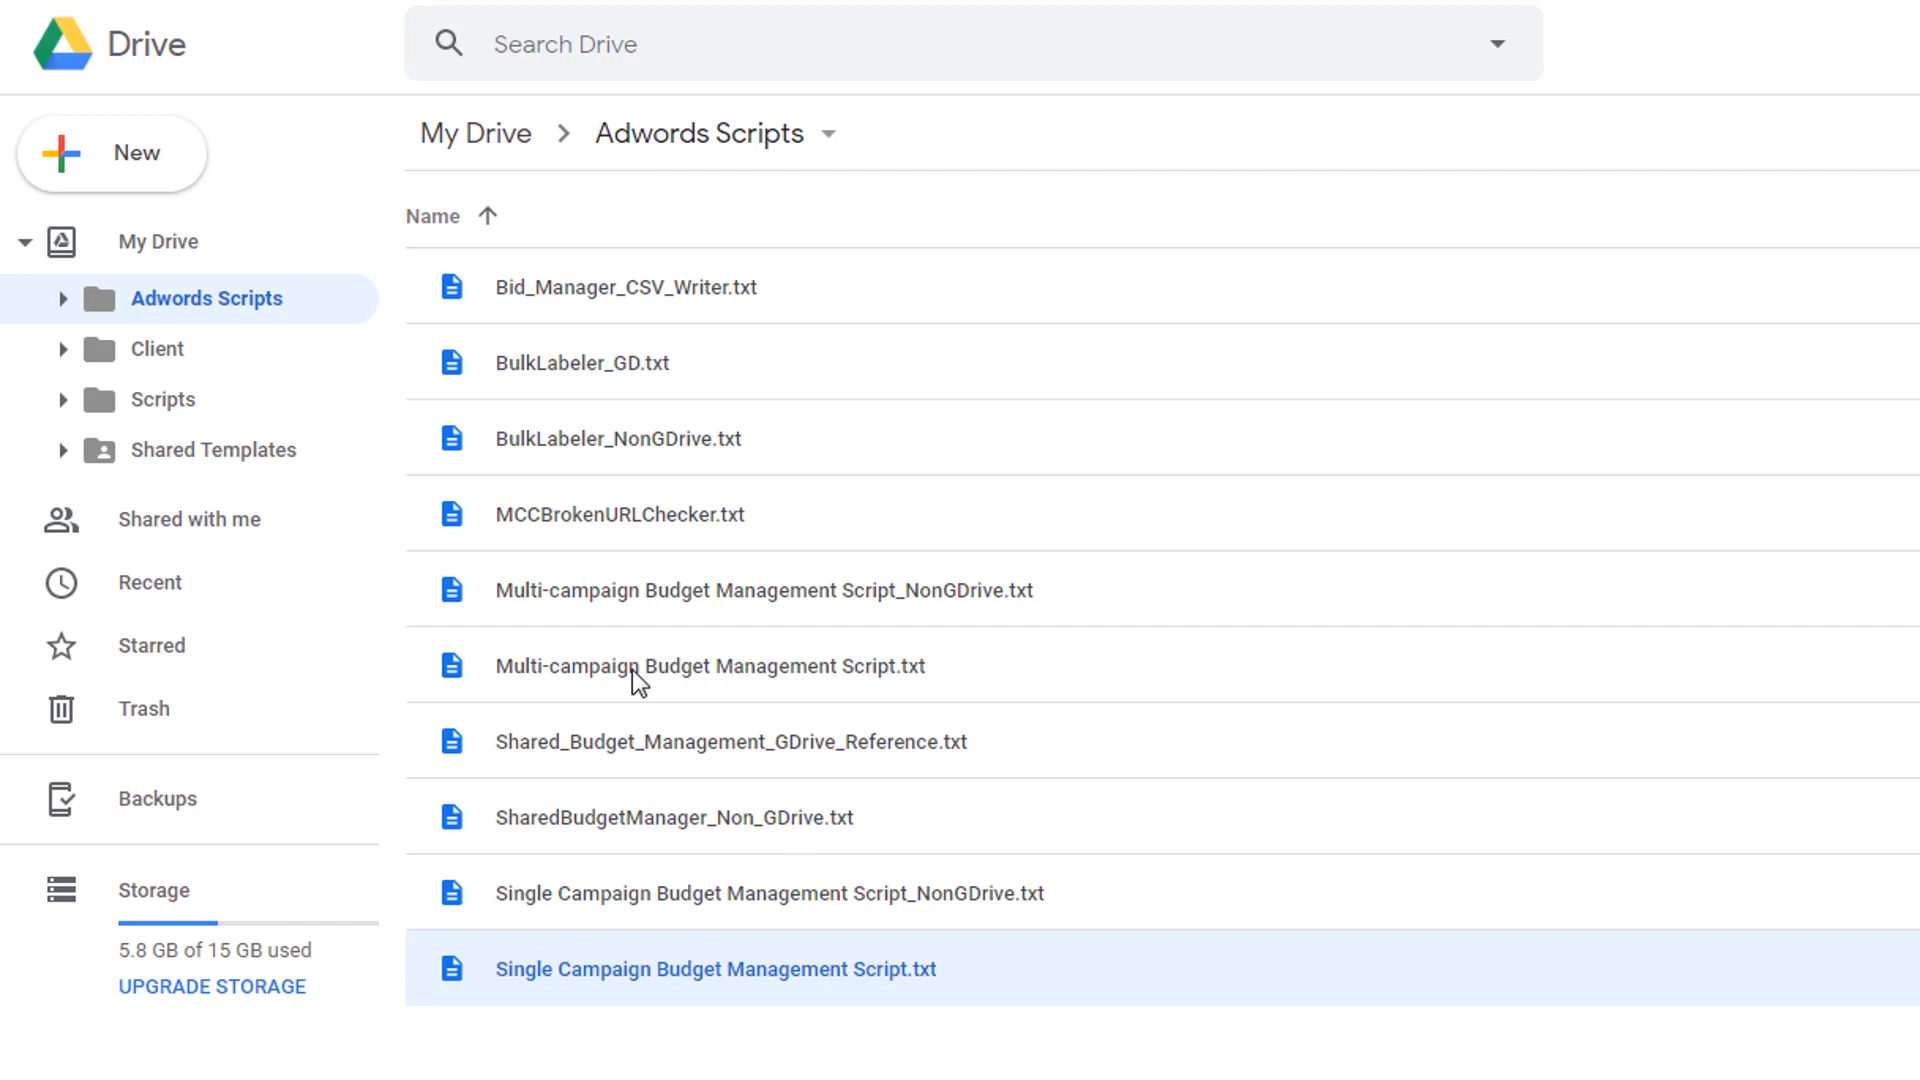 Drive
Search Drive
New
My Drive
Adwords Scripts
Client
Scripts
Shared Templates
Shared with me
Recent
Starred
Trash
Backups
Storage
5.8 GB of 15 GB used
UPGRADE STORAGE
My Drive > Adwords Scripts
Name
Bid_Manager_CSV_Writer.txt
BulkLabeler_GD.txt
BulkLabeler_NonGDrive.txt
MCCBrokenURLChecker.txt
Multi-campaign Budget Management Script_NonGDrive.txt
Multi-campaign Budget Management Script.txt
Shared_Budget_Management_GDrive_Reference.txt
SharedBudgetManager_Non_GDrive.txt
Single Campaign Budget Management Script_NonGDrive.txt
Single Campaign Budget Management Script.txt